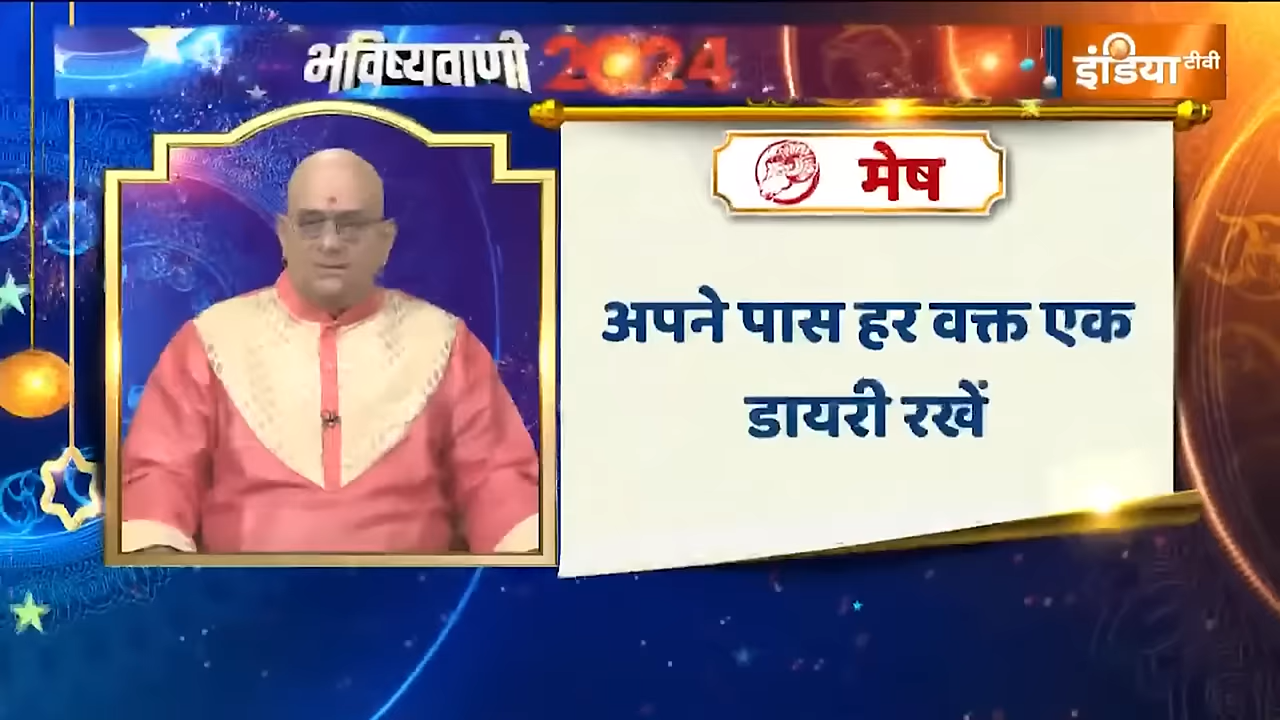 भविष्यवाणी 2024
इंडिया टीवी
मेष
अपने पास हर वक्त एक
डायरी रखें